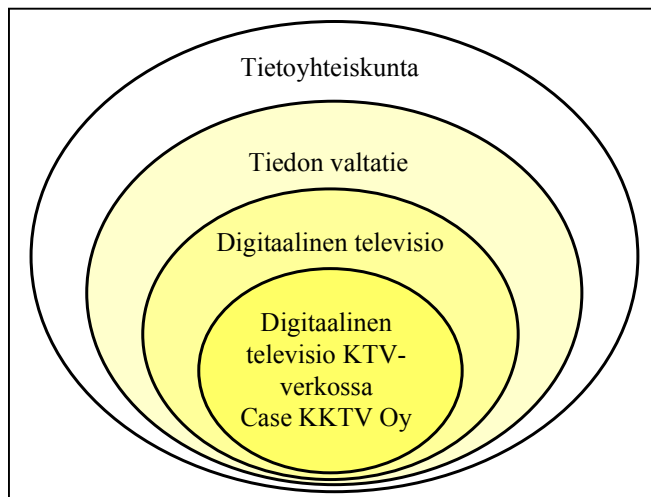 Tietoyhteiskunta
Tiedon valtatie
Digitaalinen televisio
Digitaalinen
televisio KTV-
verkossa
Case KKTV Oy